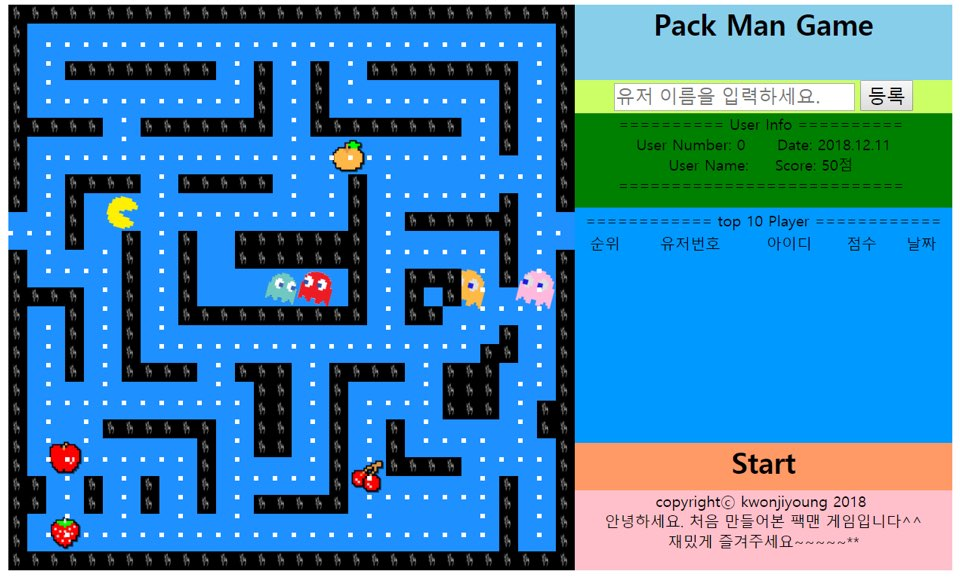 Pack Man Game
유저 이름을 입력하세요. 등록
========== User Info ==========
User Number: 0 Date: 2018.12.11
User Name: Score: 50점
===========================
============ top 10 Player ============
순위 유저번호 아이디 점수 날짜
Start
copyrightⓒ kwonjiyoung 2018
안녕하세요. 처음 만들어본 팩맨 게임입니다^^
재밌게 즐겨주세요~~~~~**